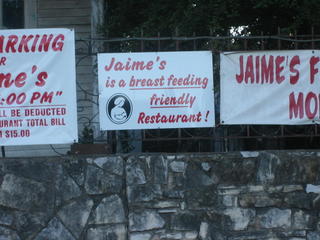 ARKING
R
me's
:00 PM"
LL BE DEDUCTED
URANT TOTAL BILL
M $15.00
Jaime's
is a breast feeding
friendly
Restaurant!
JAIME'S F
MO